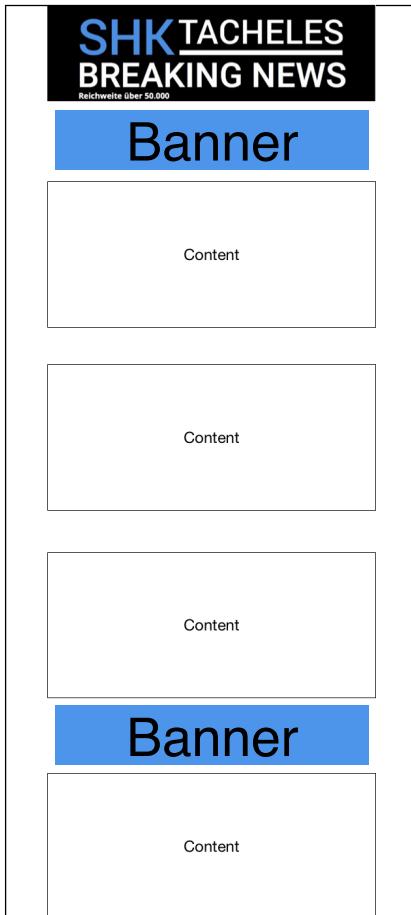 SHK TACHELES
BREAKING NEWS
Reichweite über 50.000
Banner
Content
Content
Content
Banner
Content